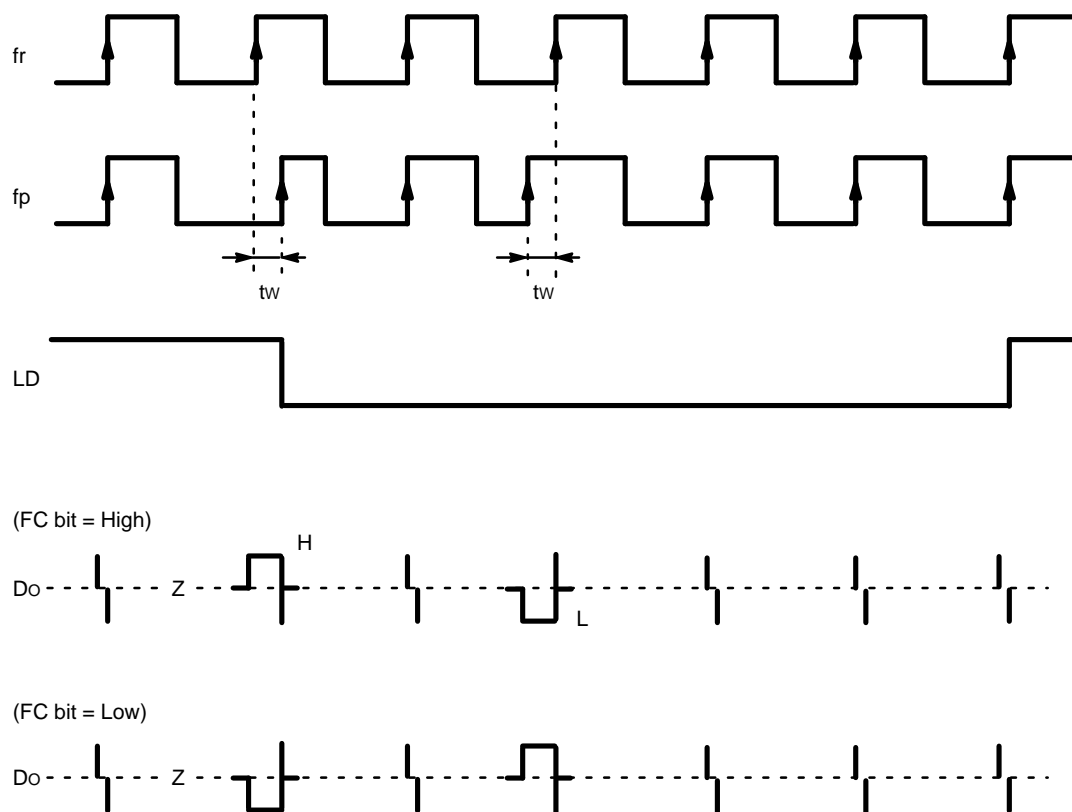 fr
fp
tw
tw
LD
(FC bit = High)
H
Do
Z
L
(FC bit = Low)
Do
Z